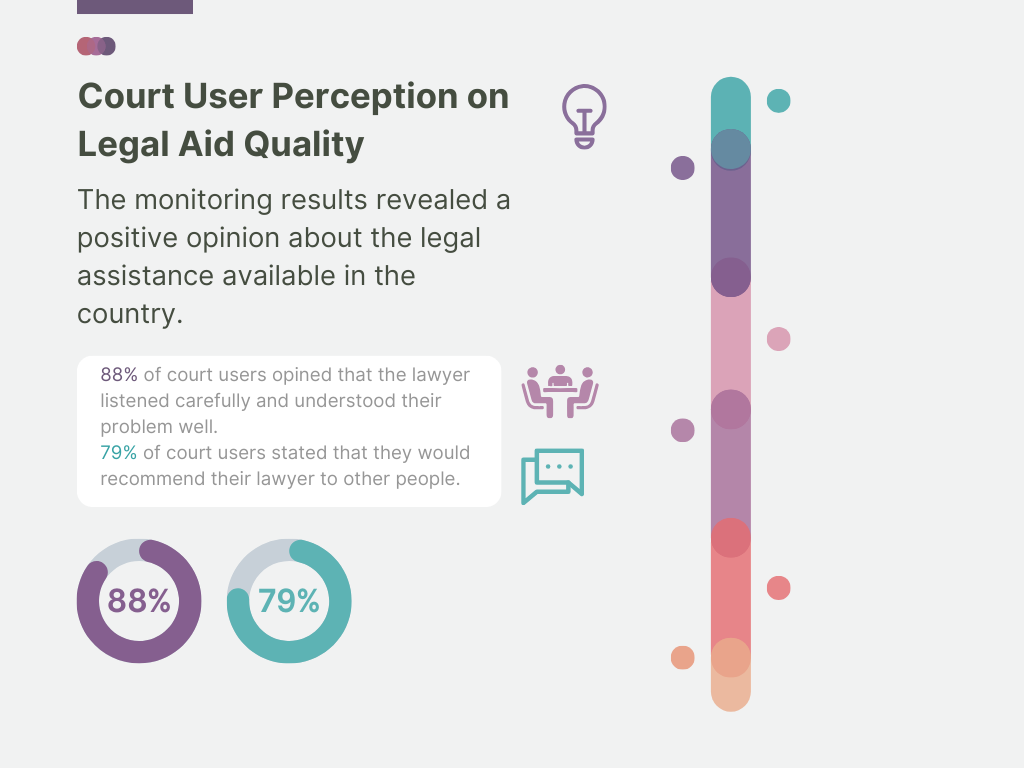 Court User Perception on
Legal Aid Quality
The monitoring results revealed a
positive opinion about the legal
assistance available in the
country.
88% of court users opined that the lawyer
listened carefully and understood their
problem well.
79% of court users stated that they would
recommend their lawyer to other people.
88%
79%